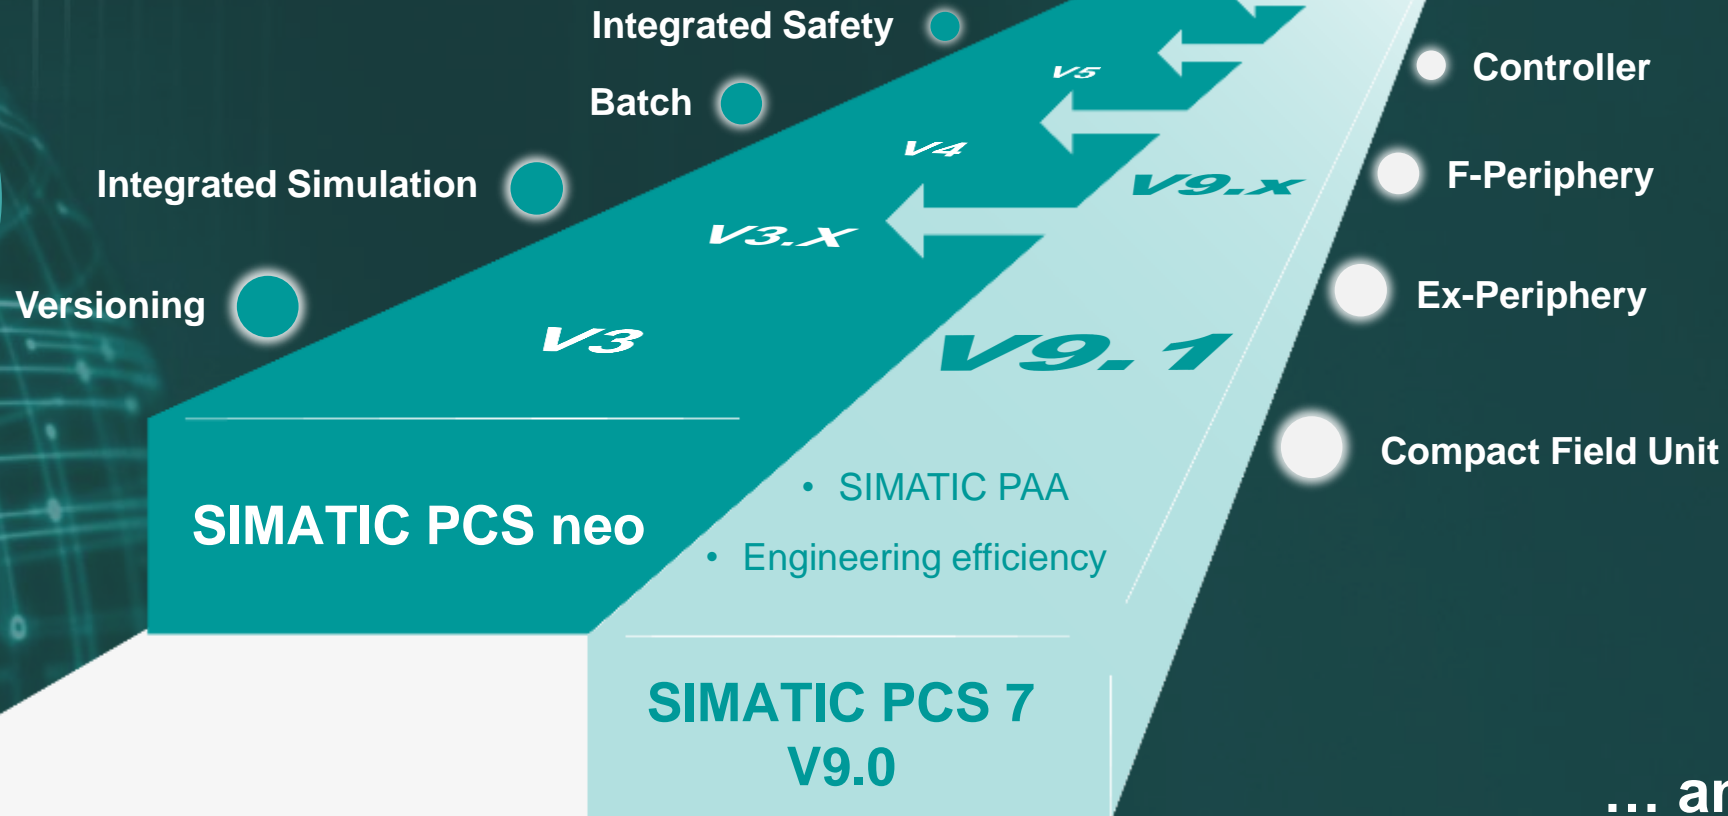 Integrated Safety
Controller
V5
Batch
V4
F-Periphery
Integrated Simulation
V9.x
V3.X
Ex-Periphery
Versioning
V3
V9.1
Compact Field Unit
• SIMATIC PAA
SIMATIC PCS neo
• Engineering efficiency
SIMATIC PCS 7
V9.0
… an